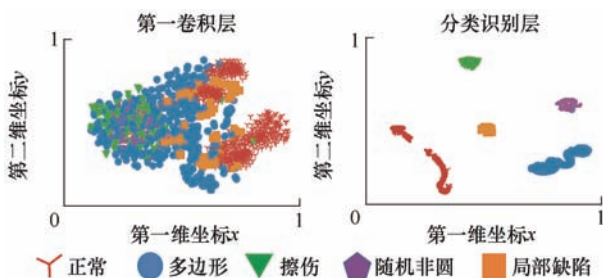 第一卷积层
1
第二维坐标y
0
第一维坐标x
1
分类识别层
1
第二维坐标y
0
第一维坐标x
1
正常 多边形 擦伤 随机非圆 局部缺陷